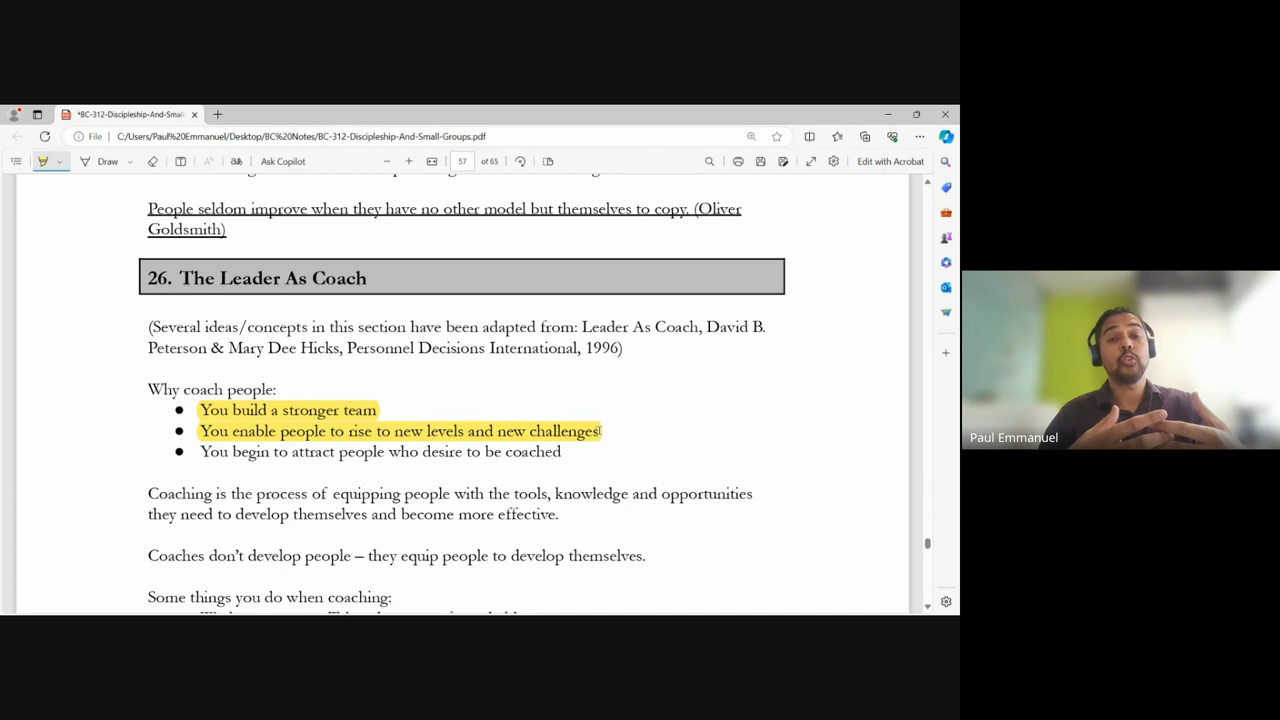 *BC-312-Discipleship-And-Smal
File
C:/Users/Paul%20Emmanuel/Desktop/BC%20Notes/BC-312-Discipleship-And-Small-Groups.pdf
Draw
Ask Copilot
57
of 65
Edit with Acrobat
People seldom improve when they have no other model but themselves to copy. (Oliver
Goldsmith)
26. The Leader As Coach
(Several ideas/concepts in this section have been adapted from: Leader As Coach, David B.
Peterson & Mary Dee Hicks, Personnel Decisions International, 1996)
Why coach people:
● You build a stronger team
● You enable people to rise to new levels and new challenges
● You begin to attract people who desire to be coached
Coaching is the process of equipping people with the tools, knowledge and opportunities
they need to develop themselves and become more effective.
Coaches don't develop people – they equip people to develop themselves.
Some things you do when coaching:
Paul Emmanuel